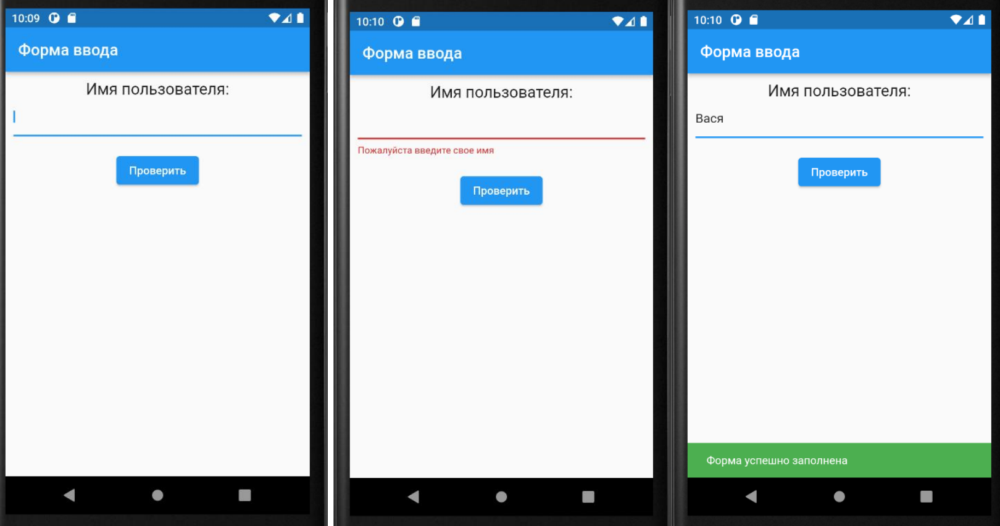 10:09
Форма ввода
Имя пользователя:
Проверить
10:10
Форма ввода
Имя пользователя:
Пожалуйста введите свое имя
Проверить
10:10
Форма ввода
Имя пользователя:
Вася
Проверить
Форма успешно заполнена